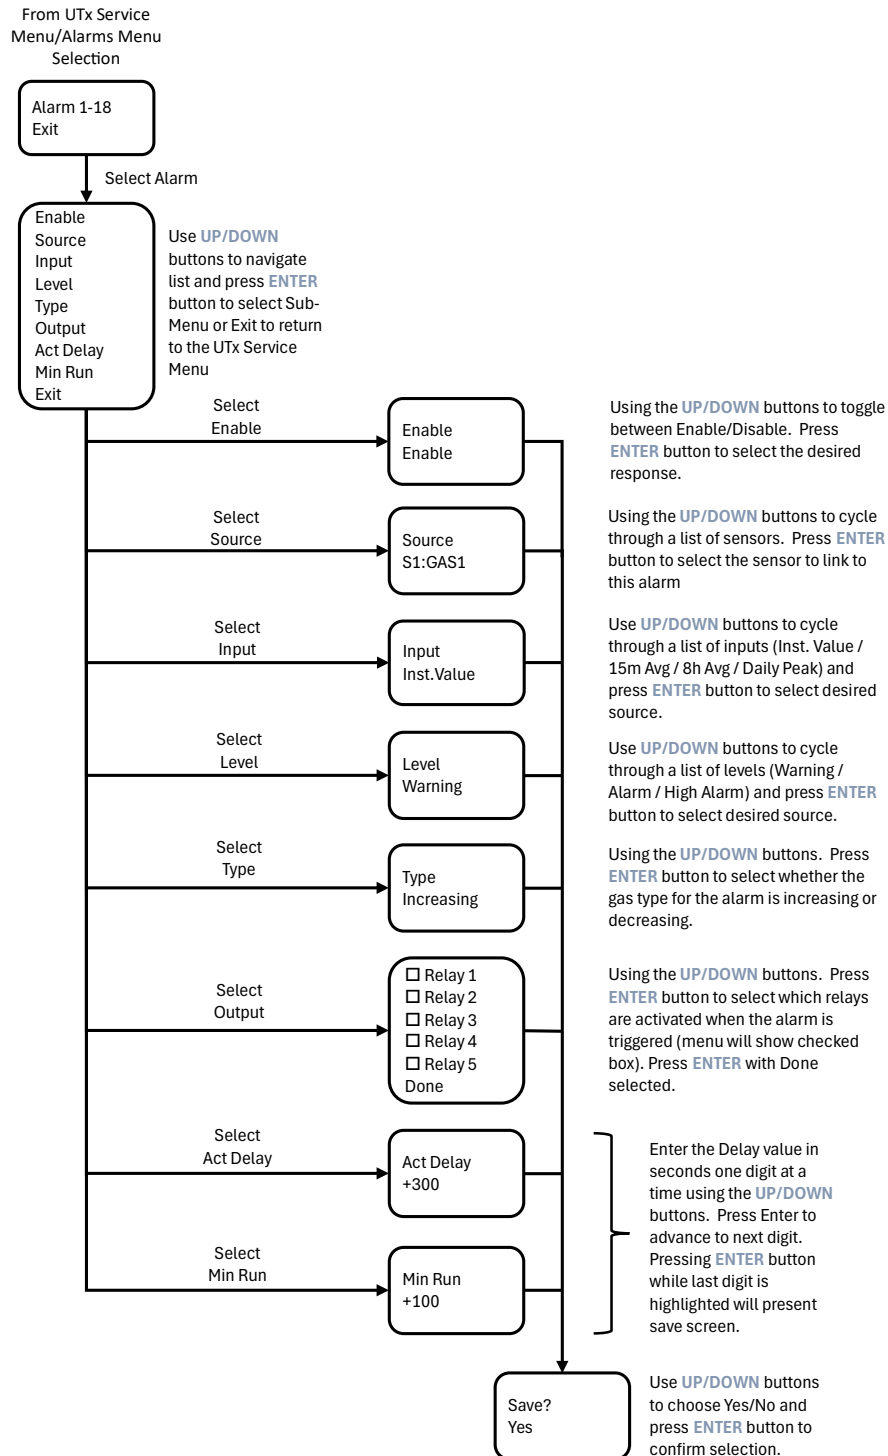 From UTx Service
Menu/Alarms Menu
Selection
Alarm 1-18
Exit
Select Alarm
Enable
Source
Input
Level
Type
Output
Act Delay
Min Run
Exit
Use UP/DOWN
buttons to navigate
list and press ENTER
button to select Sub-
Menu or Exit to return
to the UTx Service
Menu
Select
Enable
Enable
Enable
Using the UP/DOWN buttons to toggle
between Enable/Disable. Press
ENTER button to select the desired
response.
Select
Source
Source
S1:GAS1
Using the UP/DOWN buttons to cycle
through a list of sensors. Press ENTER
button to select the sensor to link to
this alarm
Select
Input
Input
Inst.Value
Use UP/DOWN buttons to cycle
through a list of inputs (Inst. Value /
15m Avg / 8h Avg / Daily Peak) and
press ENTER button to select desired
source.
Select
Level
Level
Warning
Use UP/DOWN buttons to cycle
through a list of levels (Warning /
Alarm / High Alarm) and press ENTER
button to select desired source.
Select
Type
Type
Increasing
Using the UP/DOWN buttons. Press
ENTER button to select whether the
gas type for the alarm is increasing or
decreasing.
Select
Output
☐ Relay 1
☐ Relay 2
☐ Relay 3
☐ Relay 4
☐ Relay 5
Done
Using the UP/DOWN buttons. Press
ENTER button to select which relays
are activated when the alarm is
triggered (menu will show checked
box). Press ENTER with Done
selected.
Select
Act Delay
Act Delay
+300
Select
Min Run
Min Run
+100
Enter the Delay value in
seconds one digit at a
time using the UP/DOWN
buttons. Press Enter to
advance to next digit.
Pressing ENTER button
while last digit is
highlighted will present
save screen.
Save?
Yes
Use UP/DOWN buttons
to choose Yes/No and
press ENTER button to
confirm selection.